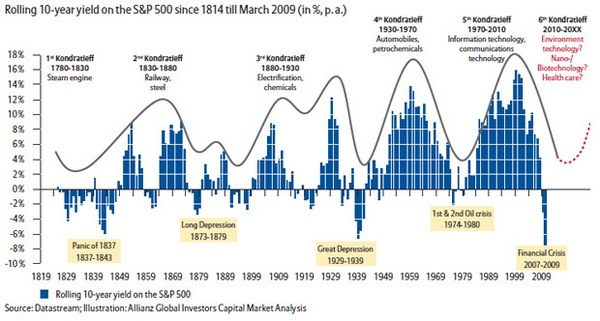 Rolling 10-year yield on the S&P 500 since 1814 till March 2009 (in %, p. a.)
1st Kondratieff
1780-1830
Steam engine
2nd Kondratieff
1830-1880
Railway,
steel
3rd Kondratieff
1880-1930
Electrification,
chemicals
4th Kondratieff
1930-1970
Automobiles,
petrochemicals
5th Kondratieff
1970-2010
Information technology,
communications
technology
6th Kondratieff
2010-20XX
Environment
technology?
Nano-/
Biotechnology?
Health care?
18%
16%
14%
12%
10%
8%
6%
4%
2%
0%
-2%
-4%
-6%
-8%
-10%
Panic of 1837
1837-1843
Long Depression
1873-1879
Great Depression
1929-1939
1st & 2nd Oil crisis
1974-1980
Financial Crisis
2007-2009
1819 1829 1839 1849 1859 1869 1879 1889 1899 1909 1919 1929 1939 1949 1959 1969 1979 1989 1999 2009
Rolling 10-year yield on the S&P 500
Source: Datastream; Illustration: Allianz Global Investors Capital Market Analysis